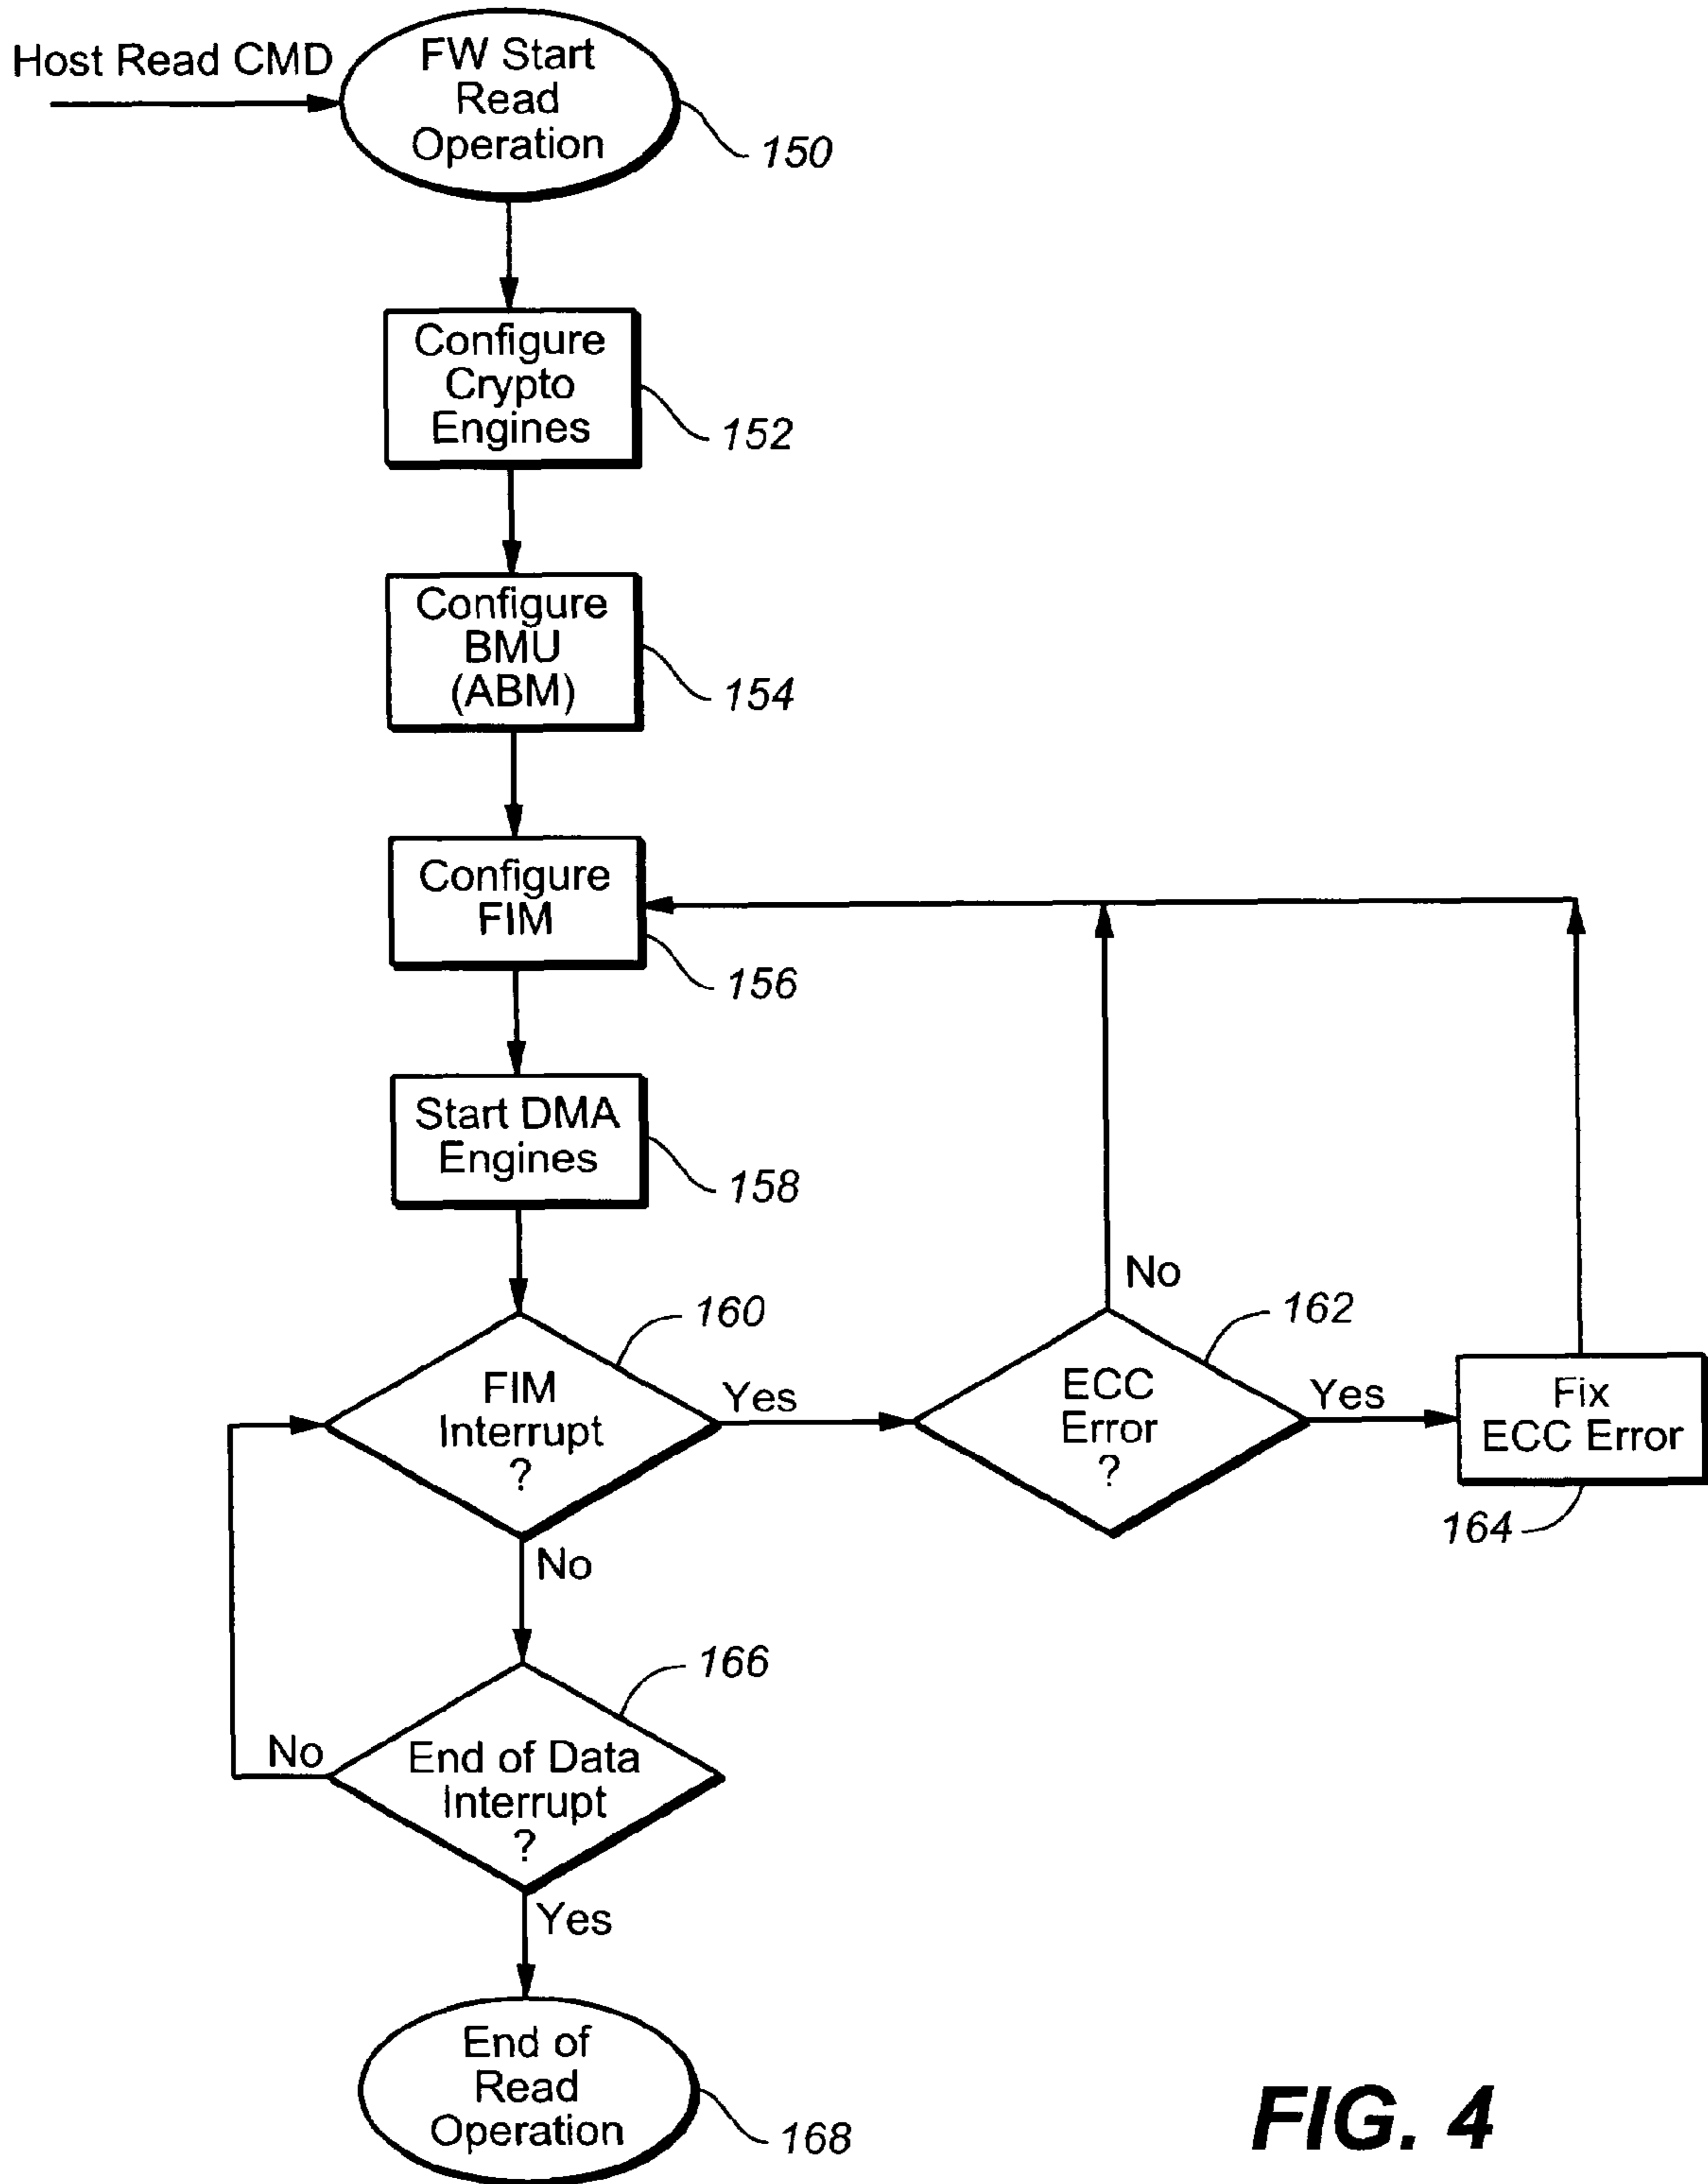 Host Read CMD
FW Start
Read
Operation
150
Configure
Crypto
Engines
152
Configure
BMU
(ABM)
154
Configure
FIM
156
Start DMA
Engines
158
160
FIM
Interrupt
?
Yes
No
162
ECC
Error
?
No
Yes
Fix
ECC Error
164
166
End of Data
Interrupt
?
No
Yes
End of
Read
Operation
168
FIG. 4